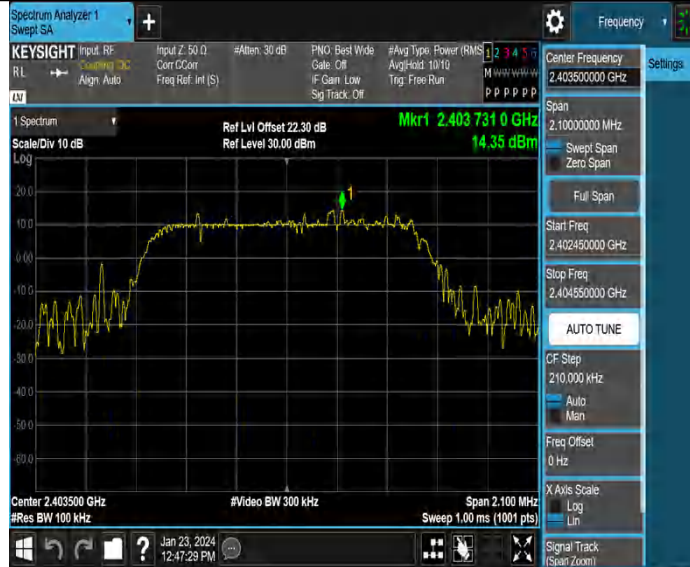 Spectrum Analyzer 1
Swept SA
+
Frequency
KEYSIGHT
RL
LXI
Input: RF
Coupling: DC
Align: Auto
Input Z: 50 Ω
Corr CCorr
Freq Ref: Int (S)
#Atten: 30 dB
PNO: Best Wide
Gate: Off
IF Gain: Low
Sig Track: Off
#Avg Type: Power (RMS
Avg|Hold: 10/10
Trig: Free Run
1 2 3 4 5 6
M W W W W W
P P P P P P
Center Frequency
2.403500000 GHz
Settings
Span
2.10000000 MHz
Swept Span
Zero Span
Full Span
Start Freq
2.402450000 GHz
Stop Freq
2.404550000 GHz
AUTO TUNE
CF Step
210.000 kHz
Auto
Man
Freq Offset
0 Hz
X Axis Scale
Log
Lin
Signal Track
(Span Zoom)
1 Spectrum
Scale/Div 10 dB
Log
Ref Lvl Offset 22.30 dB
Ref Level 30.00 dBm
Mkr1 2.403 731 0 GHz
14.35 dBm
1
20.0
10.0
0.00
-10.0
-20.0
-30.0
-40.0
-50.0
-60.0
Center 2.403500 GHz
#Res BW 100 kHz
#Video BW 300 kHz
Span 2.100 MHz
Sweep 1.00 ms (1001 pts)
?
Jan 23, 2024
12:47:29 PM